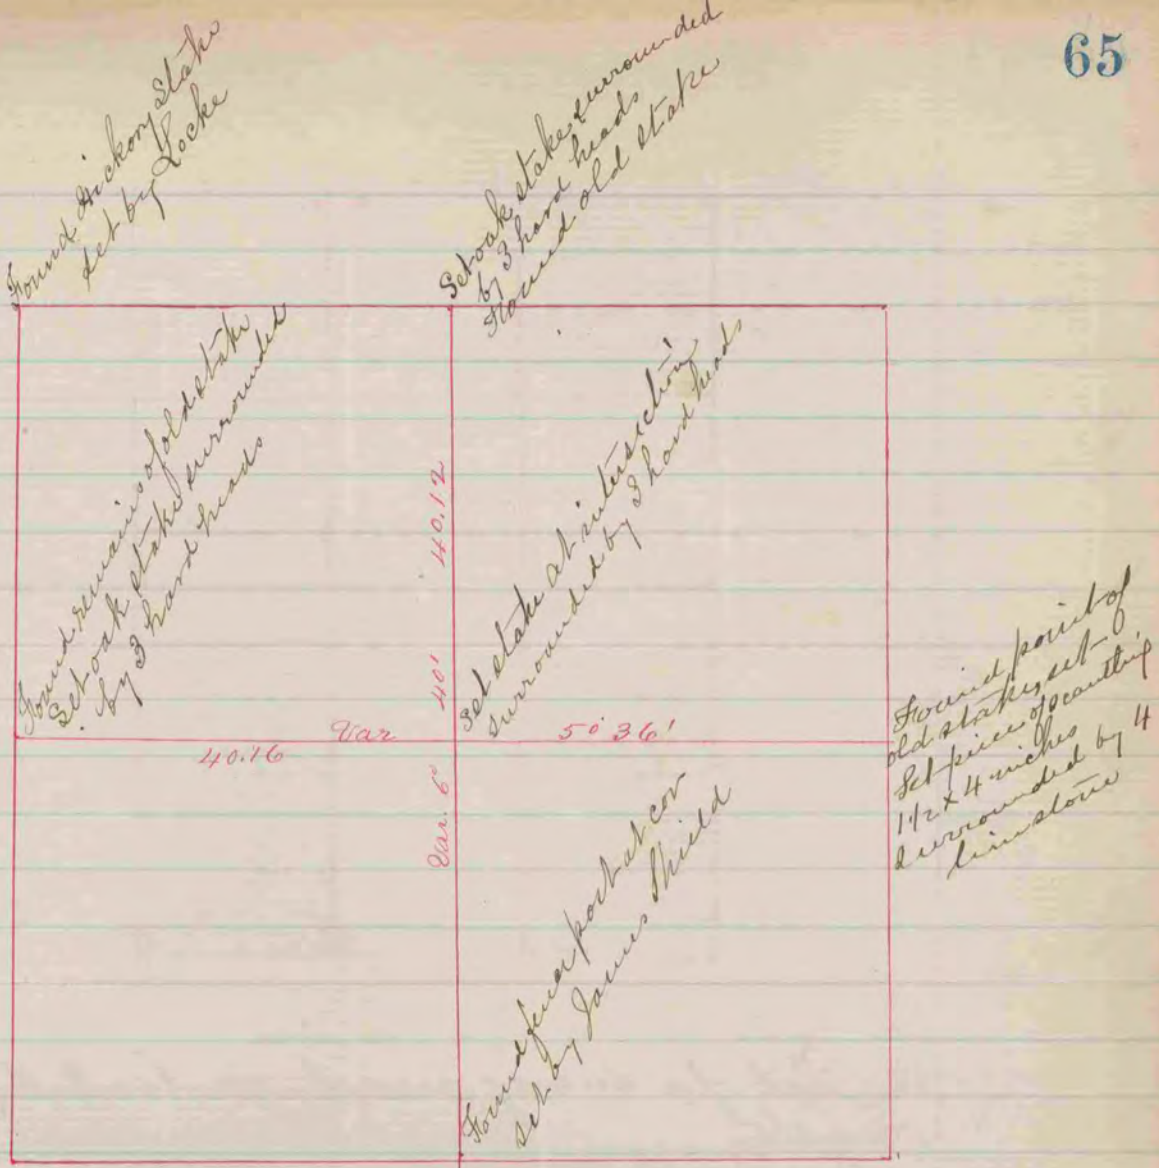 65
Found Hickory Stake
set by Locke
Set oak stake surrounded
by 3 hard heads
Found old stake
Found remains of old stake
Set oak stake surrounded
by 3 hard heads
40.12
Set stake at intersection
surrounded by 3 hard heads
Var. 6° 40'
40.16
Var 5° 36'
Found point of
old stake, set
Set piece of scantling
1 1/2 x 4 inches
surrounded by 4
limestone
Found fence post at cor
set by James Shield